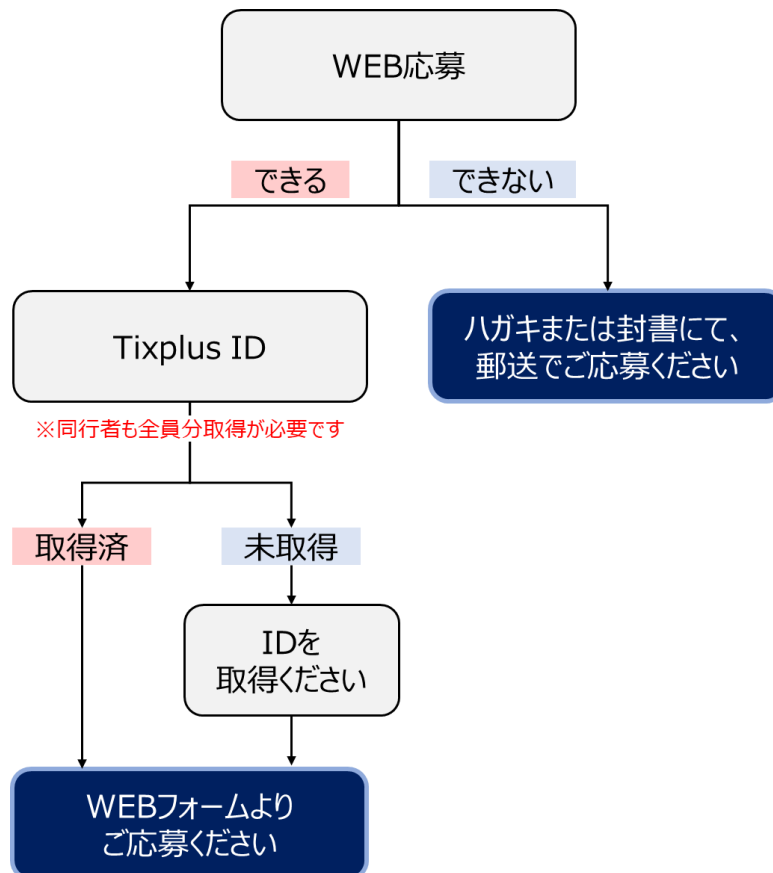 WEB応募
できる
できない
Tixplus ID
ハガキまたは封書にて、
郵送でご応募ください
※同行者も全員分取得が必要です
取得済
未取得
IDを
取得ください
WEBフォームより
ご応募ください